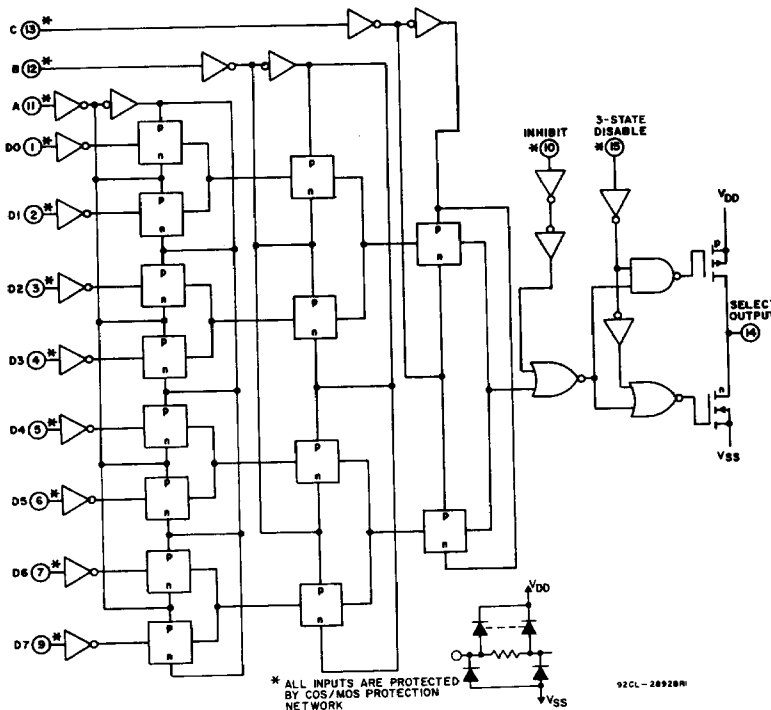 C 13 *
B 12 *
A 11 *
D0 1 *
D1 2 *
D2 3 *
D3 4 *
D4 5 *
D5 6 *
D6 7 *
D7 9 *
p
n
p
n
p
n
p
n
p
n
p
n
p
n
p
n
p
n
p
n
p
n
p
n
p
n
p
n
INHIBIT
* 10
3-STATE
DISABLE
* 15
VDD
p
SELECT
OUTPUT
14
n
VSS
VDD
VSS
* ALL INPUTS ARE PROTECTED
BY COS/MOS PROTECTION
NETWORK
92CL-28928RI